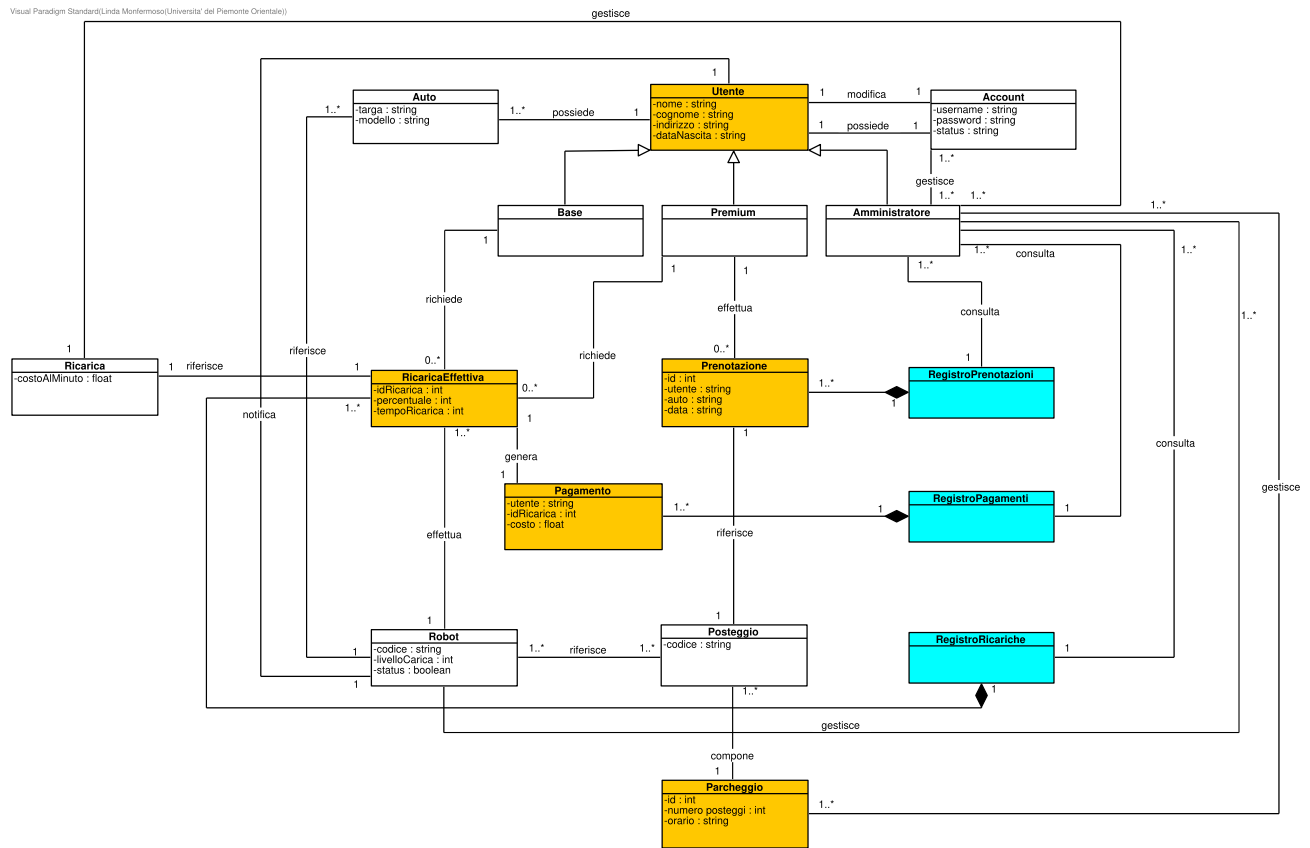 Visual Paradigm Standard(Linda Monfermoso(Universita' del Piemonte Orientale))
gestisce
1
Auto
-targa : string
-modello : string
1..*
1..*
possiede
1
Utente
-nome : string
-cognome : string
-indirizzo : string
-dataNascita : string
1
modifica
1
1
possiede
1
Account
-username : string
-password : string
-status : string
1..*
gestisce
1..*
1..*
Base
Premium
Amministratore
1..*
1
1
1
1..*
1..*
consulta
1..*
richiede
effettua
consulta
1..*
riferisce
richiede
1
0..*
0..*
1
Ricarica
-costoAlMinuto : float
1
riferisce
1
RicaricaEffettiva
-idRicarica : int
-percentuale : int
-tempoRicarica : int
0..*
1..*
1
1..*
Prenotazione
-id : int
-utente : string
-auto : string
-data : string
1..*
1
1
RegistroPrenotazioni
notifica
consulta
genera
1
Pagamento
-utente : string
-idRicarica : int
-costo : float
1..*
1
RegistroPagamenti
1
gestisce
effettua
riferisce
1
1
Robot
-codice : string
-livelloCarica : int
-status : boolean
1
1
1..*
riferisce
1..*
Posteggio
-codice : string
1..*
RegistroRicariche
1
1
gestisce
compone
1
Parcheggio
-id : int
-numero posteggi : int
-orario : string
1..*